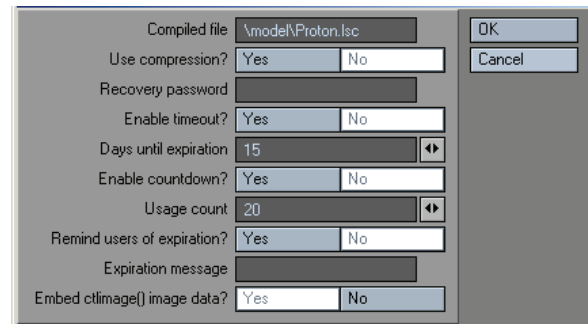 Compiled file \model\Proton.lsc OK
Use compression? Yes No Cancel
Recovery password
Enable timeout? Yes No
Days until expiration 15
Enable countdown? Yes No
Usage count 20
Remind users of expiration? Yes No
Expiration message
Embed ctlimage() image data? Yes No